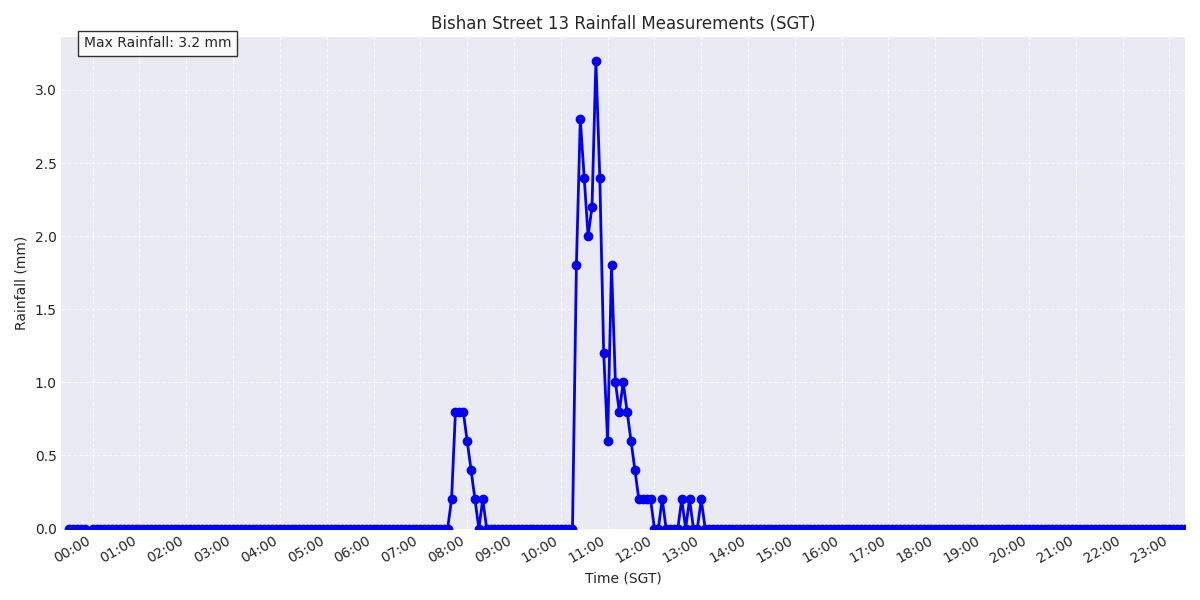 Bishan Street 13 Rainfall Measurements (SGT)
Max Rainfall: 3.2 mm
Rainfall (mm)
3.0
2.5
2.0
1.5
1.0
0.5
0.0
00:00 01:00 02:00 03:00 04:00 05:00 06:00 07:00 08:00 09:00 10:00 11:00 12:00 13:00 14:00 15:00 16:00 17:00 18:00 19:00 20:00 21:00 22:00 23:00
Time (SGT)